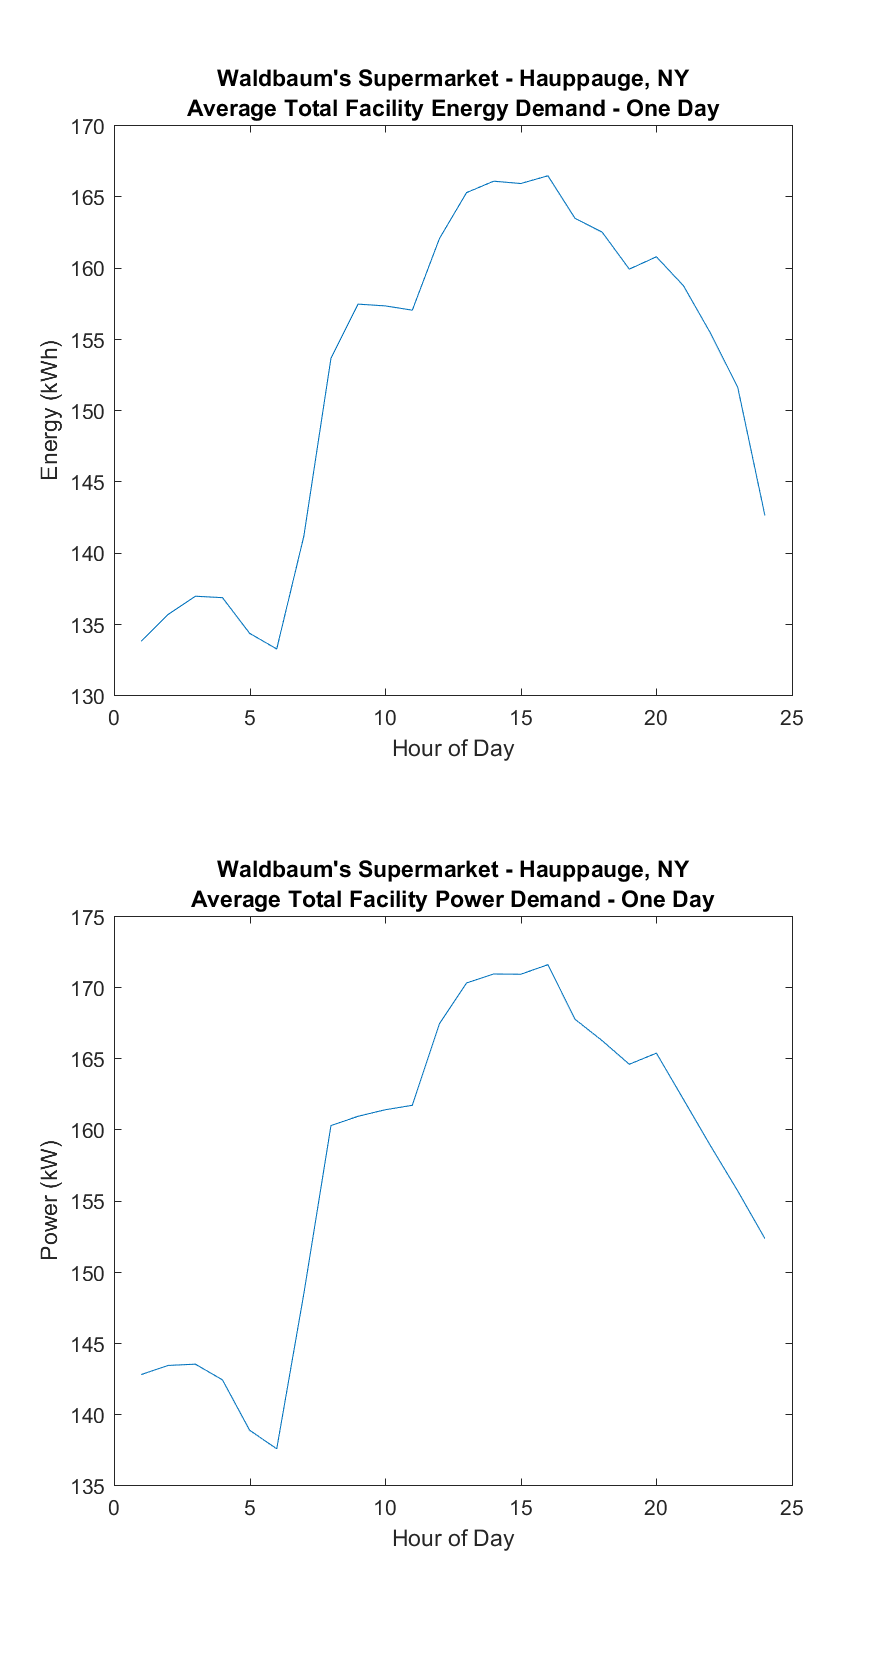 Waldbaum's Supermarket - Hauppauge, NY
Average Total Facility Energy Demand - One Day
170
165
160
155
150
145
140
135
130
Energy (kWh)
0 5 10 15 20 25
Hour of Day
Waldbaum's Supermarket - Hauppauge, NY
Average Total Facility Power Demand - One Day
175
170
165
160
155
150
145
140
135
Power (kW)
0 5 10 15 20 25
Hour of Day